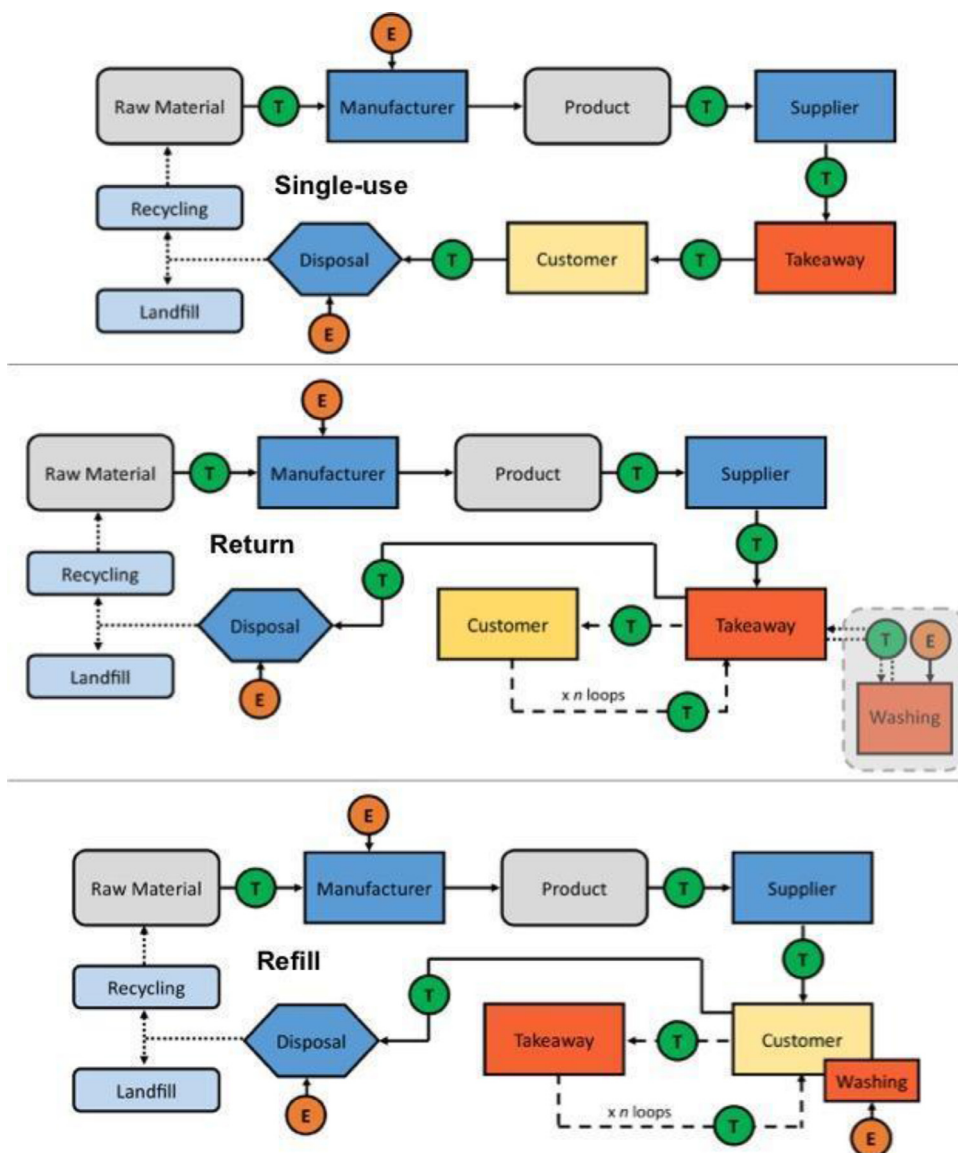 E
Raw Material
T
Manufacturer
Product
T
Supplier
T
Single-use
Recycling
Disposal
T
Customer
T
Takeaway
Landfill
E
E
Raw Material
T
Manufacturer
Product
T
Supplier
T
Return
T
Recycling
Disposal
Customer
T
Takeaway
T
E
Landfill
E
x n loops
T
Washing
E
Raw Material
T
Manufacturer
Product
T
Supplier
T
Refill
T
Recycling
Disposal
Takeaway
T
Customer
Washing
Landfill
E
x n loops
T
E